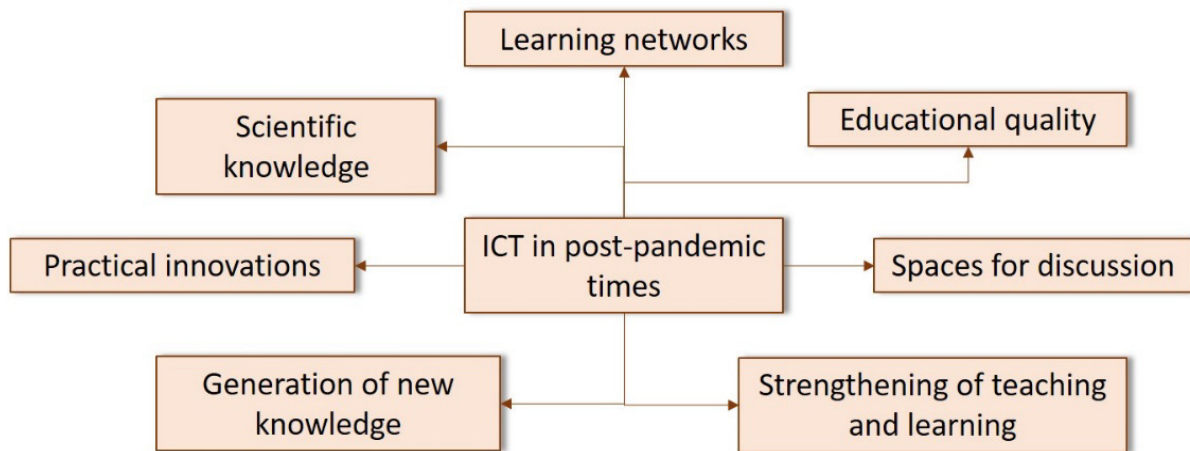 Learning networks
Scientific
knowledge
Educational quality
Practical innovations
ICT in post-pandemic
times
Spaces for discussion
Generation of new
knowledge
Strengthening of teaching
and learning